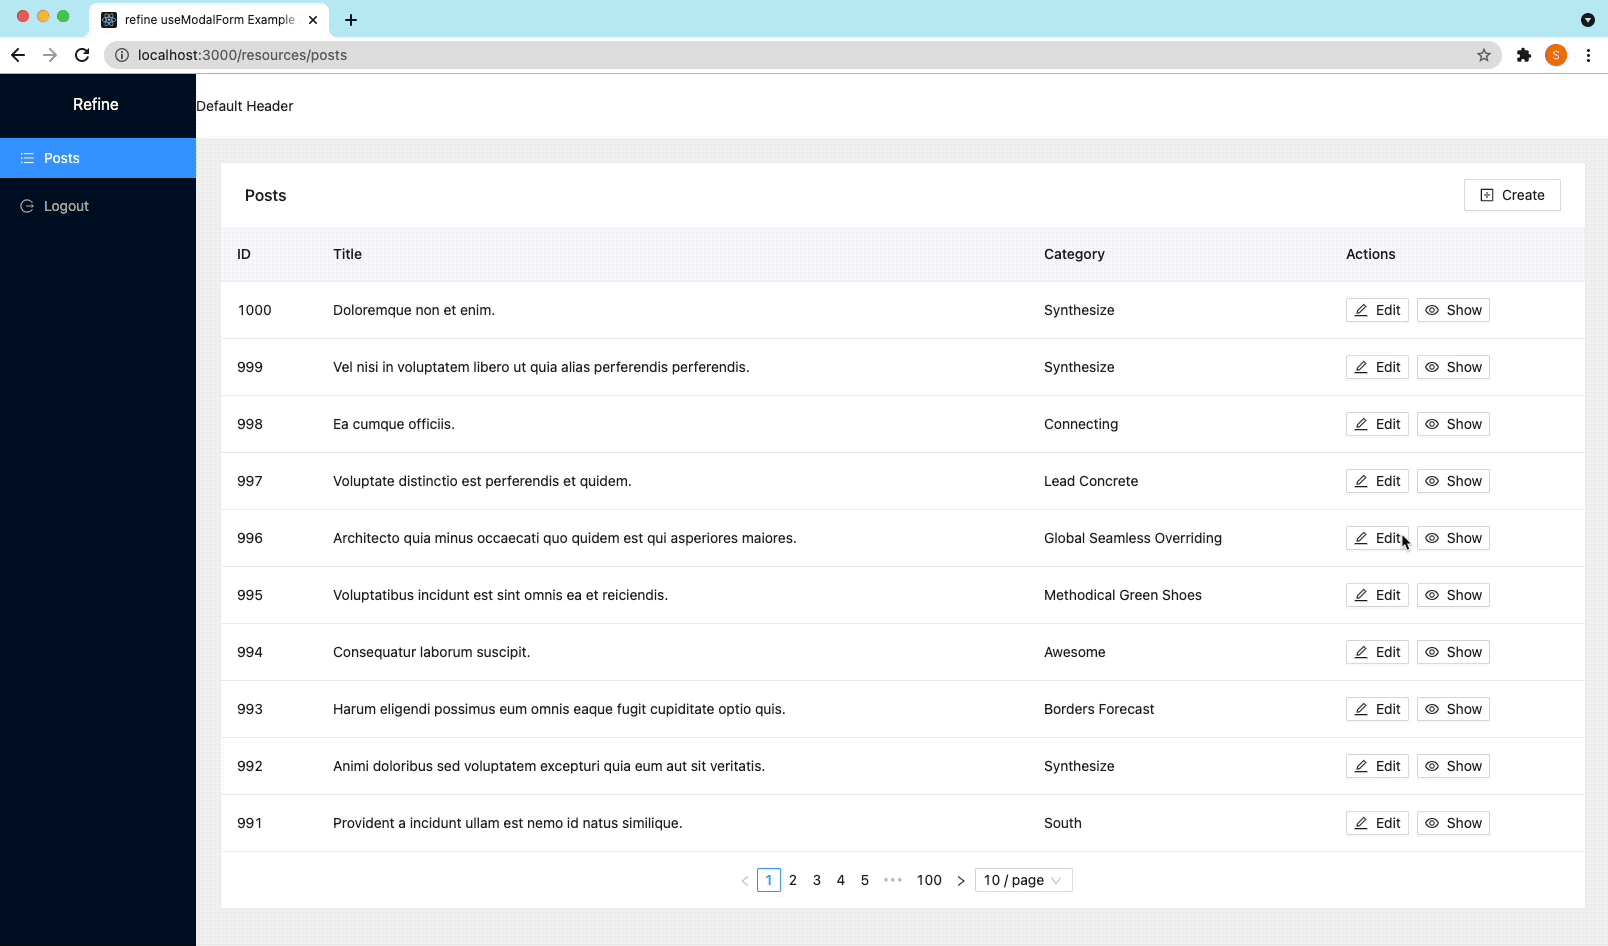 refine useModalForm Example
localhost:3000/resources/posts
S
Refine
Default Header
Posts
Logout
Posts
Create
ID Title Category Actions
1000 Doloremque non et enim. Synthesize Edit Show
999 Vel nisi in voluptatem libero ut quia alias perferendis perferendis. Synthesize Edit Show
998 Ea cumque officiis. Connecting Edit Show
997 Voluptate distinctio est perferendis et quidem. Lead Concrete Edit Show
996 Architecto quia minus occaecati quo quidem est qui asperiores maiores. Global Seamless Overriding Edit Show
995 Voluptatibus incidunt est sint omnis ea et reiciendis. Methodical Green Shoes Edit Show
994 Consequatur laborum suscipit. Awesome Edit Show
993 Harum eligendi possimus eum omnis eaque fugit cupiditate optio quis. Borders Forecast Edit Show
992 Animi doloribus sed voluptatem excepturi quia eum aut sit veritatis. Synthesize Edit Show
991 Provident a incidunt ullam est nemo id natus similique. South Edit Show
< 1 2 3 4 5 ••• 100 > 10 / page